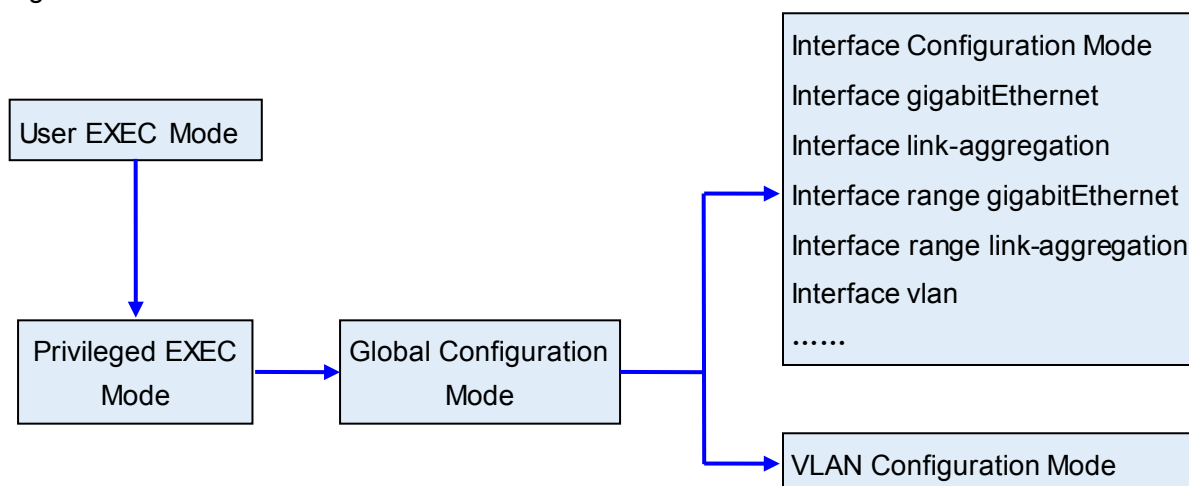 User EXEC Mode
Privileged EXEC
Mode
Global Configuration
Mode
Interface Configuration Mode
Interface gigabitEthernet
Interface link-aggregation
Interface range gigabitEthernet
Interface range link-aggregation
Interface vlan
……
VLAN Configuration Mode